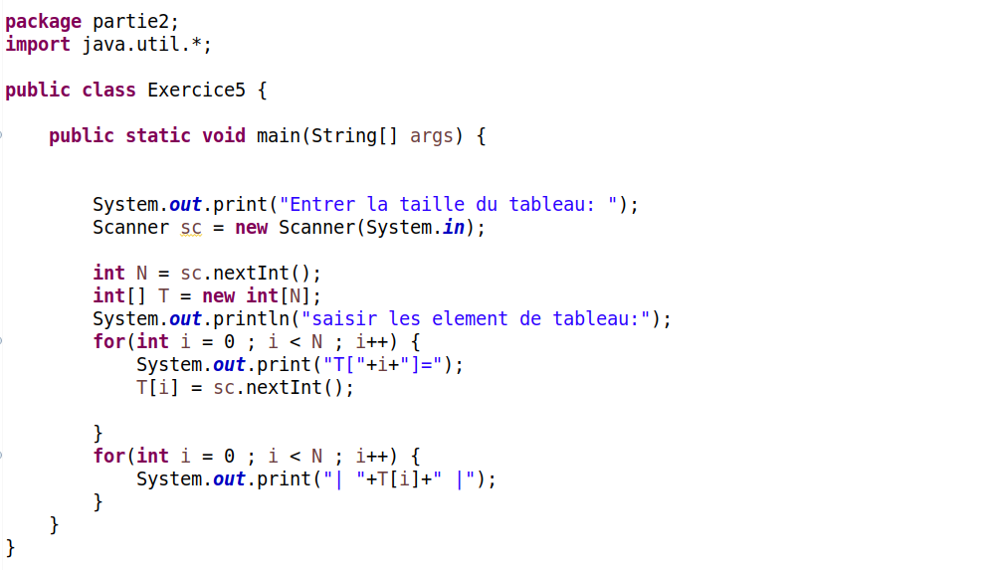 package partie2;
import java.util.*;
public class Exercice5 {
public static void main(String[] args) {
System.out.print("Entrer la taille du tableau: ");
Scanner sc = new Scanner(System.in);
int N = sc.nextInt();
int[] T = new int[N];
System.out.println("saisir les element de tableau:");
for(int i = 0 ; i < N ; i++) {
System.out.print("T["+i+"]=");
T[i] = sc.nextInt();
}
for(int i = 0 ; i < N ; i++) {
System.out.print("| "+T[i]+" |");
}
}
}